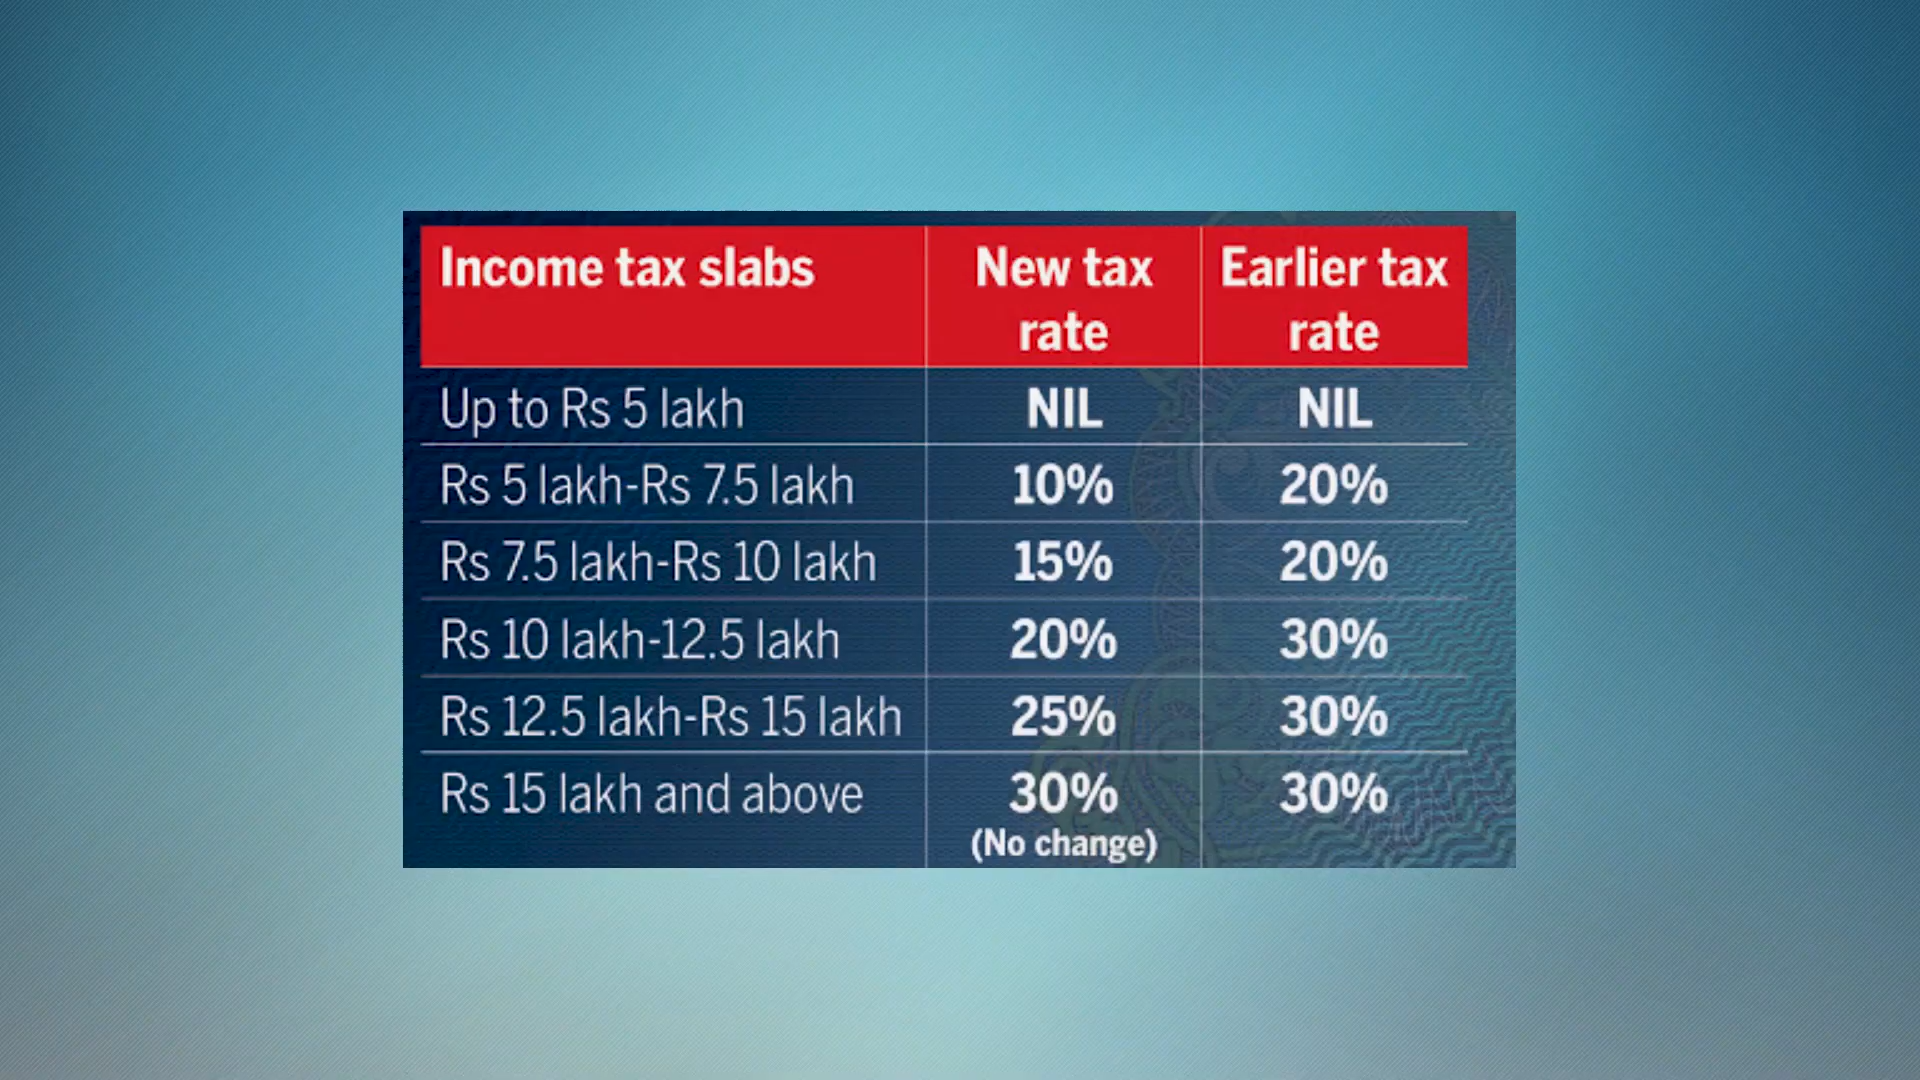 Income tax slabs New tax rate Earlier tax rate
Up to Rs 5 lakh NIL NIL
Rs 5 lakh-Rs 7.5 lakh 10% 20%
Rs 7.5 lakh-Rs 10 lakh 15% 20%
Rs 10 lakh-12.5 lakh 20% 30%
Rs 12.5 lakh-Rs 15 lakh 25% 30%
Rs 15 lakh and above 30% 30%
(No change)